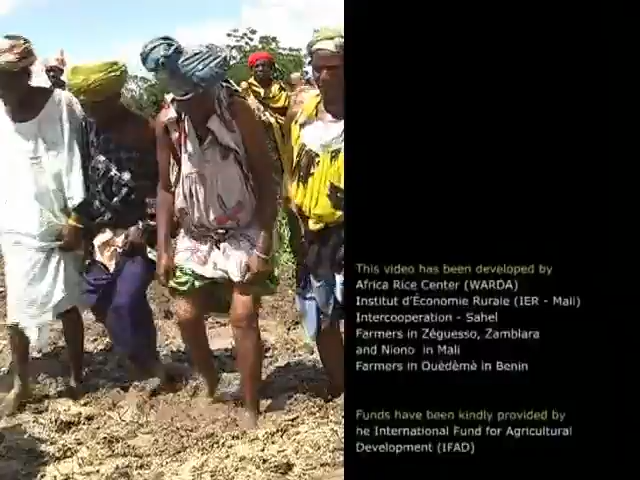 This video has been developed by
Africa Rice Center (WARDA)
Institut d'Économie Rurale (IER - Mali)
Intercooperation - Sahel
Farmers in Zéguesso, Zamblara
and Niono in Mali
Farmers in Ouèdèmè in Benin
Funds have been kindly provided by
he International Fund for Agricultural
Development (IFAD)